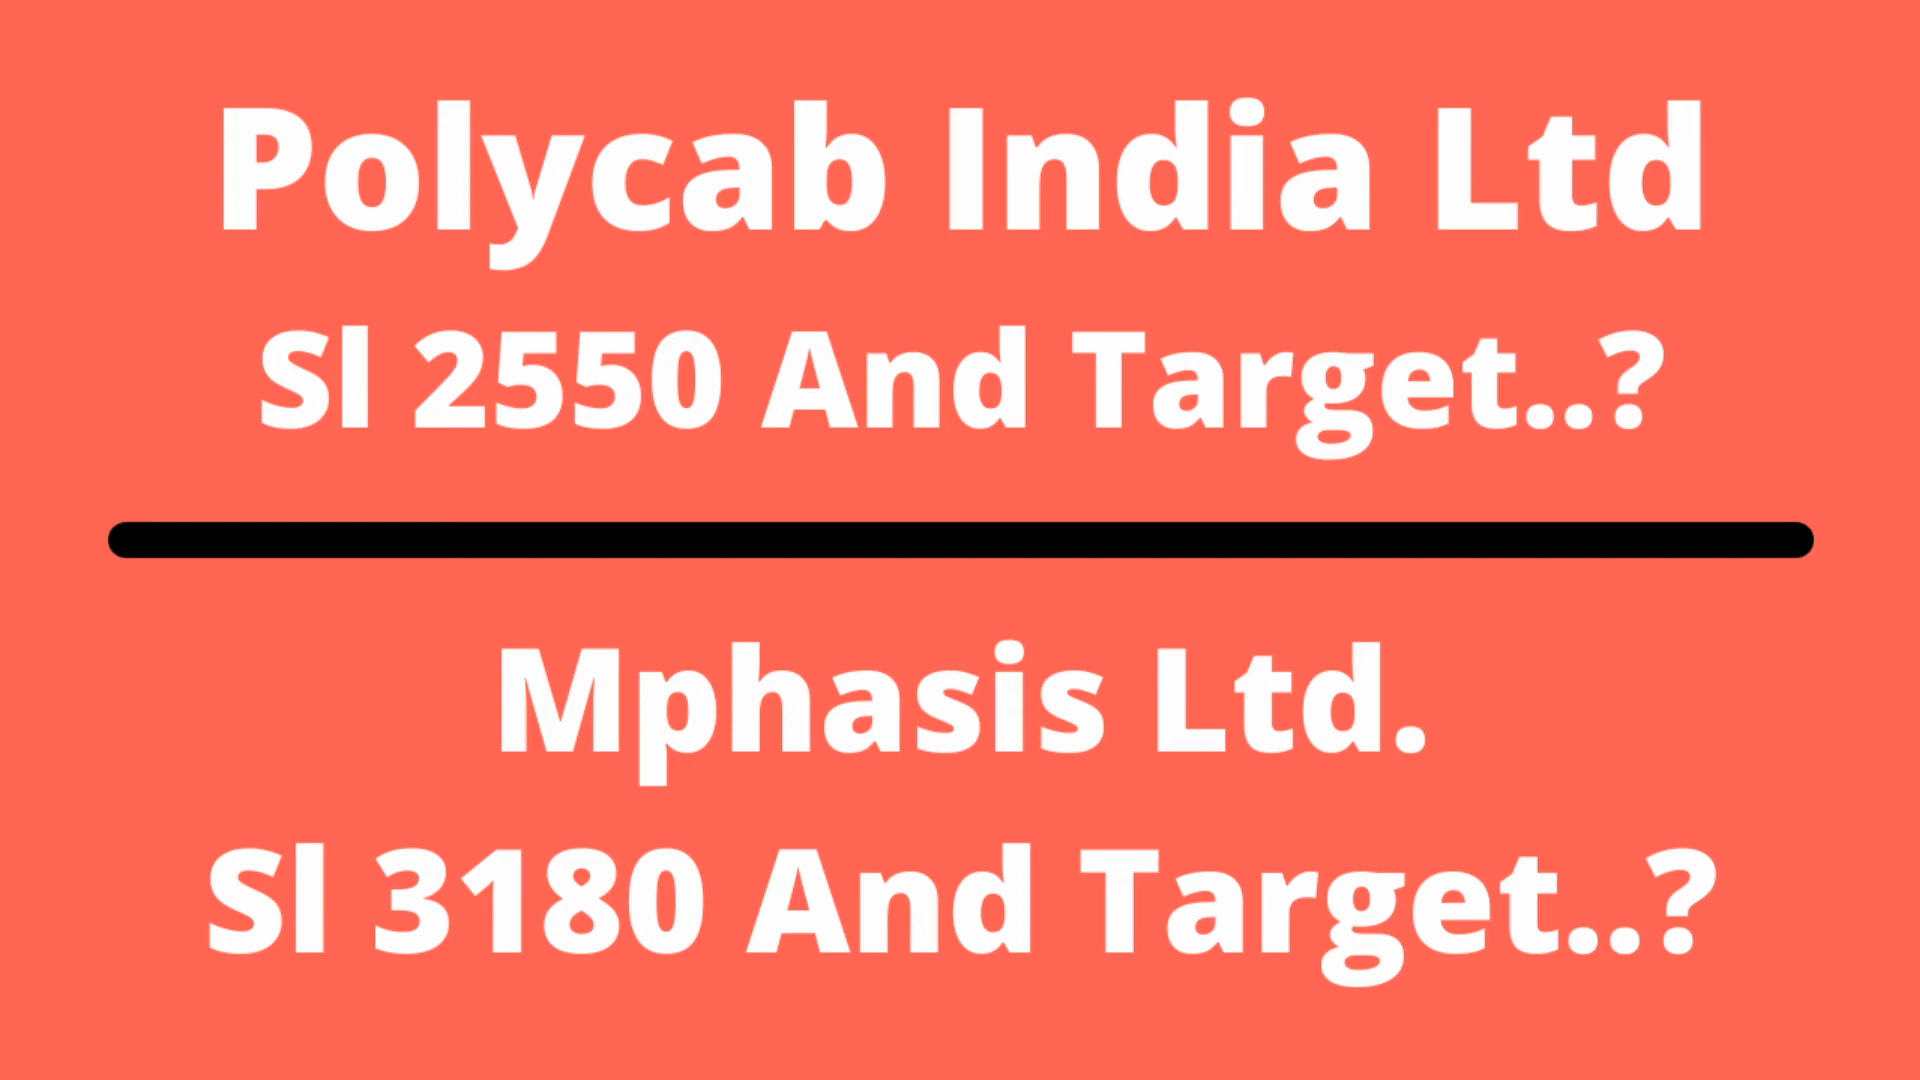 Polycab India Ltd
Sl 2550 And Target..?
Mphasis Ltd.
Sl 3180 And Target..?